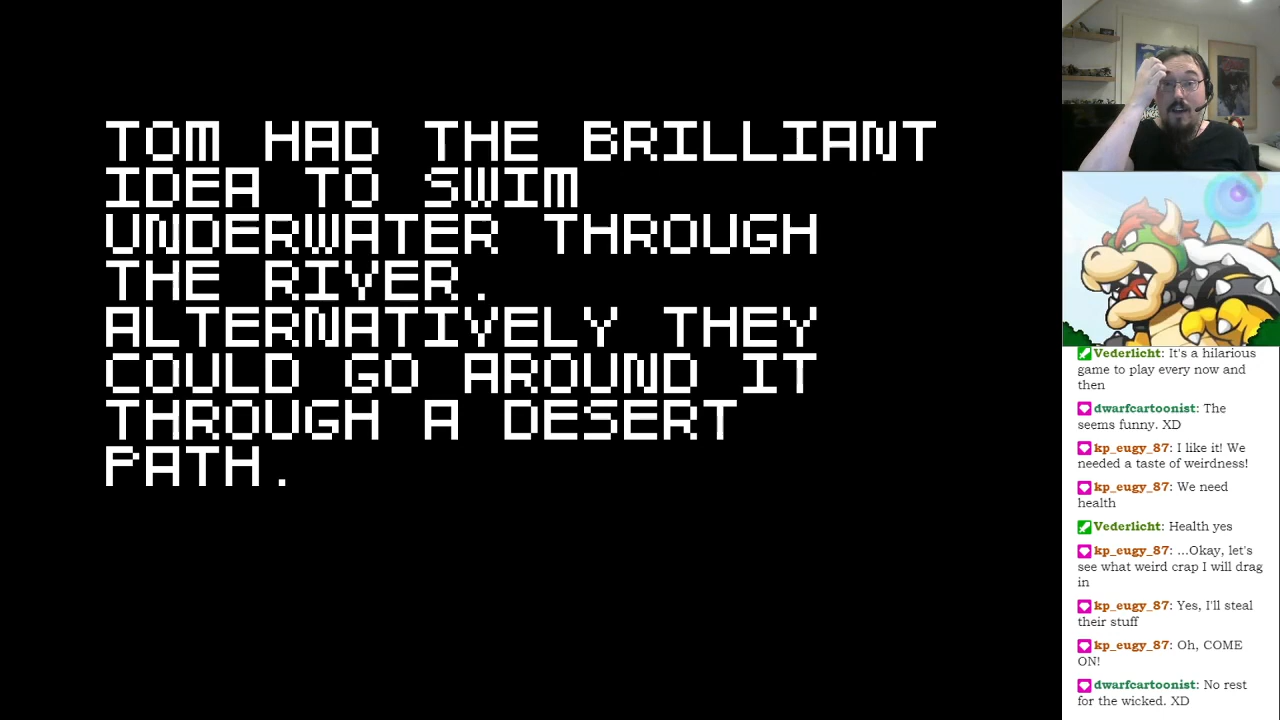 TOM HAD THE BRILLIANT
IDEA TO SWIM
UNDERWATER THROUGH
THE RIVER.
ALTERNATIVELY THEY
COULD GO AROUND IT
THROUGH A DESERT
PATH.
Vederlicht: It's a hilarious
game to play every now and
then
dwarfcartoonist: The
seems funny. XD
kp_eugy_87: I like it! We
needed a taste of weirdness!
kp_eugy_87: We need
health
Vederlicht: Health yes
kp_eugy_87: ...Okay, let's
see what weird crap I will drag
in
kp_eugy_87: Yes, I'll steal
their stuff
kp_eugy_87: Oh, COME
ON!
dwarfcartoonist: No rest
for the wicked. XD